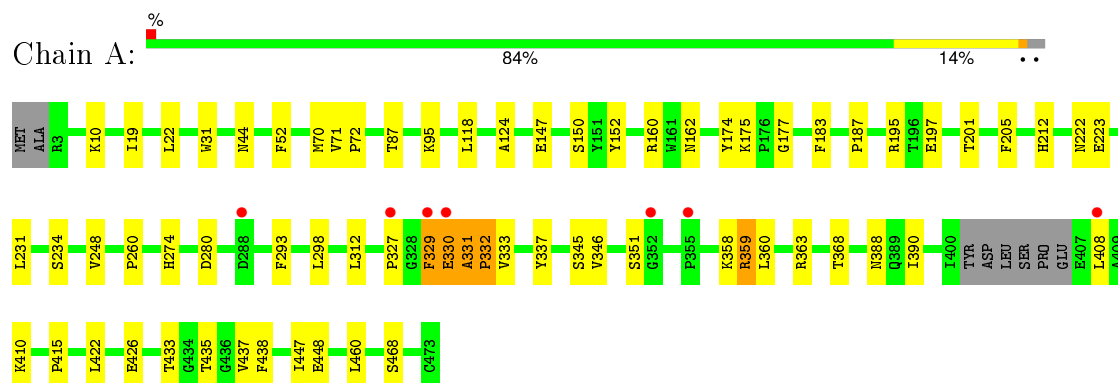 %
Chain A:
84%
14%
. .
MET ALA R3 K10 I19 L22 W31 N44 F52 M70 V71 P72 T87 K95 L118 A124 E147 S150 Y151 Y152 R160 W161 N162 Y174 K175 P176 G177 F183 P187 R195 T196 E197 T201 F205 H212 N222 E223
L231 S234 V248 P260 H274 D280 D288 F293 L298 L312 P327 G328 F329 E330 A331 P332 V333 Y337 S345 V346 S351 G352 P355 K358 R359 L360 R363 T368 N388 Q389 I390 I400 TYR ASP LEU SER PRO GLU E407 L408 A409
K410 P415 L422 E426 T433 G434 T435 G436 V437 F438 I447 E448 L460 S468 C473